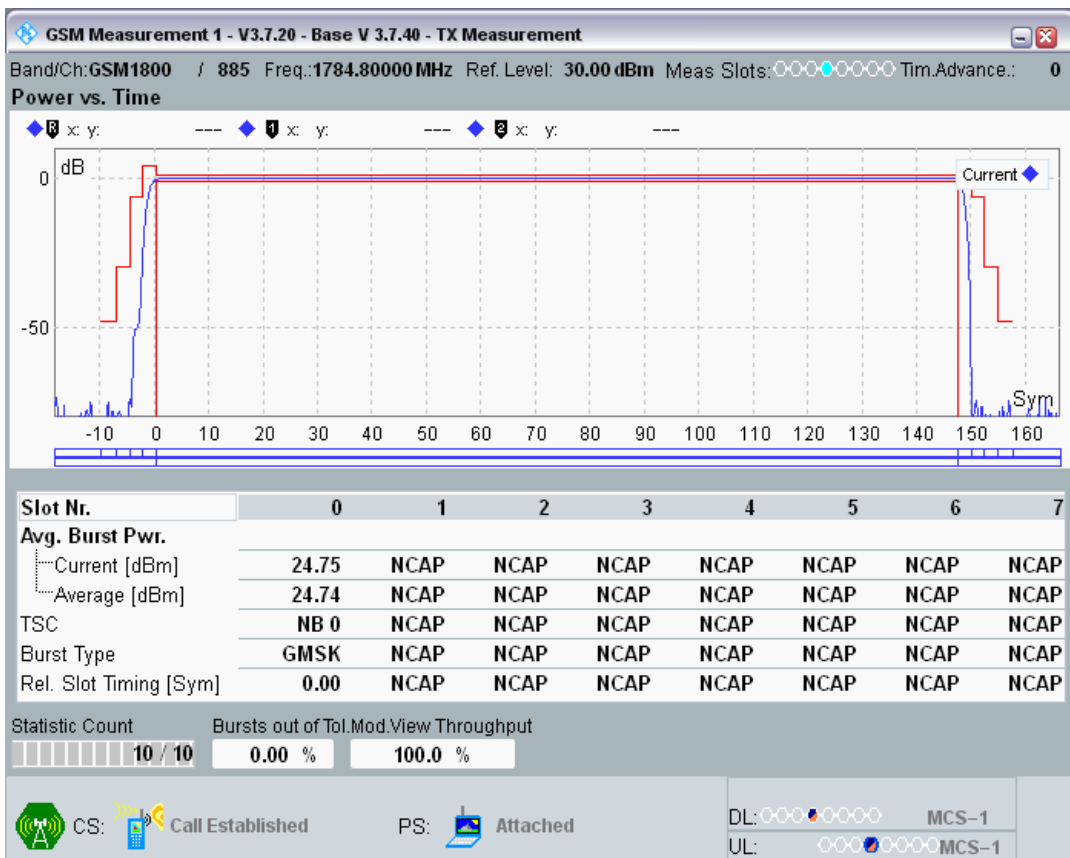 GSM Measurement 1 - V3.7.20 - Base V 3.7.40 - TX Measurement
Band/Ch:GSM1800 / 885 Freq.:1784.80000 MHz Ref. Level: 30.00 dBm Meas Slots: Tim.Advance.: 0
Power vs. Time
R x: y: --- 1 x: y: --- 2 x: y: ---
dB
Current
0
-50
Sym
-10 0 10 20 30 40 50 60 70 80 90 100 110 120 130 140 150 160
Slot Nr. 0 1 2 3 4 5 6 7
Avg. Burst Pwr.
Current [dBm] 24.75 NCAP NCAP NCAP NCAP NCAP NCAP NCAP
Average [dBm] 24.74 NCAP NCAP NCAP NCAP NCAP NCAP NCAP
TSC NB 0 NCAP NCAP NCAP NCAP NCAP NCAP NCAP
Burst Type GMSK NCAP NCAP NCAP NCAP NCAP NCAP NCAP
Rel. Slot Timing [Sym] 0.00 NCAP NCAP NCAP NCAP NCAP NCAP NCAP
Statistic Count Bursts out of Tol.Mod.View Throughput
10 / 10 0.00 % 100.0 %
CS: Call Established PS: Attached
DL: MCS-1
UL: MCS-1